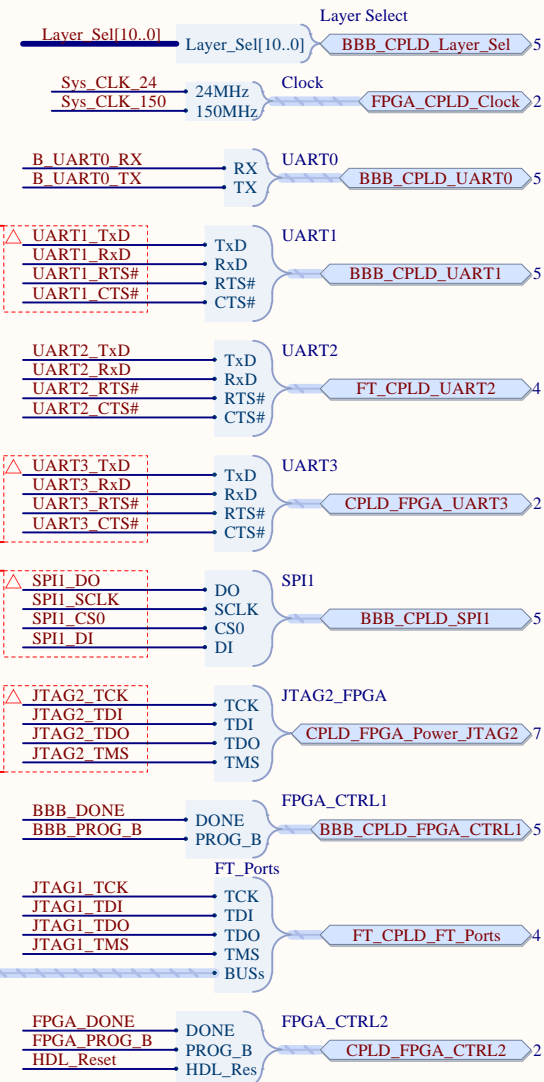 Layer Select
Layer_Sel[10..0] Layer_Sel[10..0] BBB_CPLD_Layer_Sel 5
Clock
Sys_CLK_24 24MHz
Sys_CLK_150 150MHz FPGA_CPLD_Clock 2
UART0
B_UART0_RX RX
B_UART0_TX TX BBB_CPLD_UART0 5
UART1
UART1_TxD TxD
UART1_RxD RxD
UART1_RTS# RTS# BBB_CPLD_UART1 5
UART1_CTS# CTS#
UART2
UART2_TxD TxD
UART2_RxD RxD
UART2_RTS# RTS# FT_CPLD_UART2 4
UART2_CTS# CTS#
UART3
UART3_TxD TxD
UART3_RxD RxD
UART3_RTS# RTS# CPLD_FPGA_UART3 2
UART3_CTS# CTS#
SPI1
SPI1_DO DO
SPI1_SCLK SCLK
SPI1_CS0 CS0 BBB_CPLD_SPI1 5
SPI1_DI DI
JTAG2_FPGA
JTAG2_TCK TCK
JTAG2_TDI TDI
JTAG2_TDO TDO CPLD_FPGA_Power_JTAG2 7
JTAG2_TMS TMS
FPGA_CTRL1
BBB_DONE DONE
BBB_PROG_B PROG_B BBB_CPLD_FPGA_CTRL1 5
FT_Ports
JTAG1_TCK TCK
JTAG1_TDI TDI
JTAG1_TDO TDO FT_CPLD_FT_Ports 4
JTAG1_TMS TMS
BUSs
FPGA_CTRL2
FPGA_DONE DONE
FPGA_PROG_B PROG_B CPLD_FPGA_CTRL2 2
HDL_Reset HDL_Res